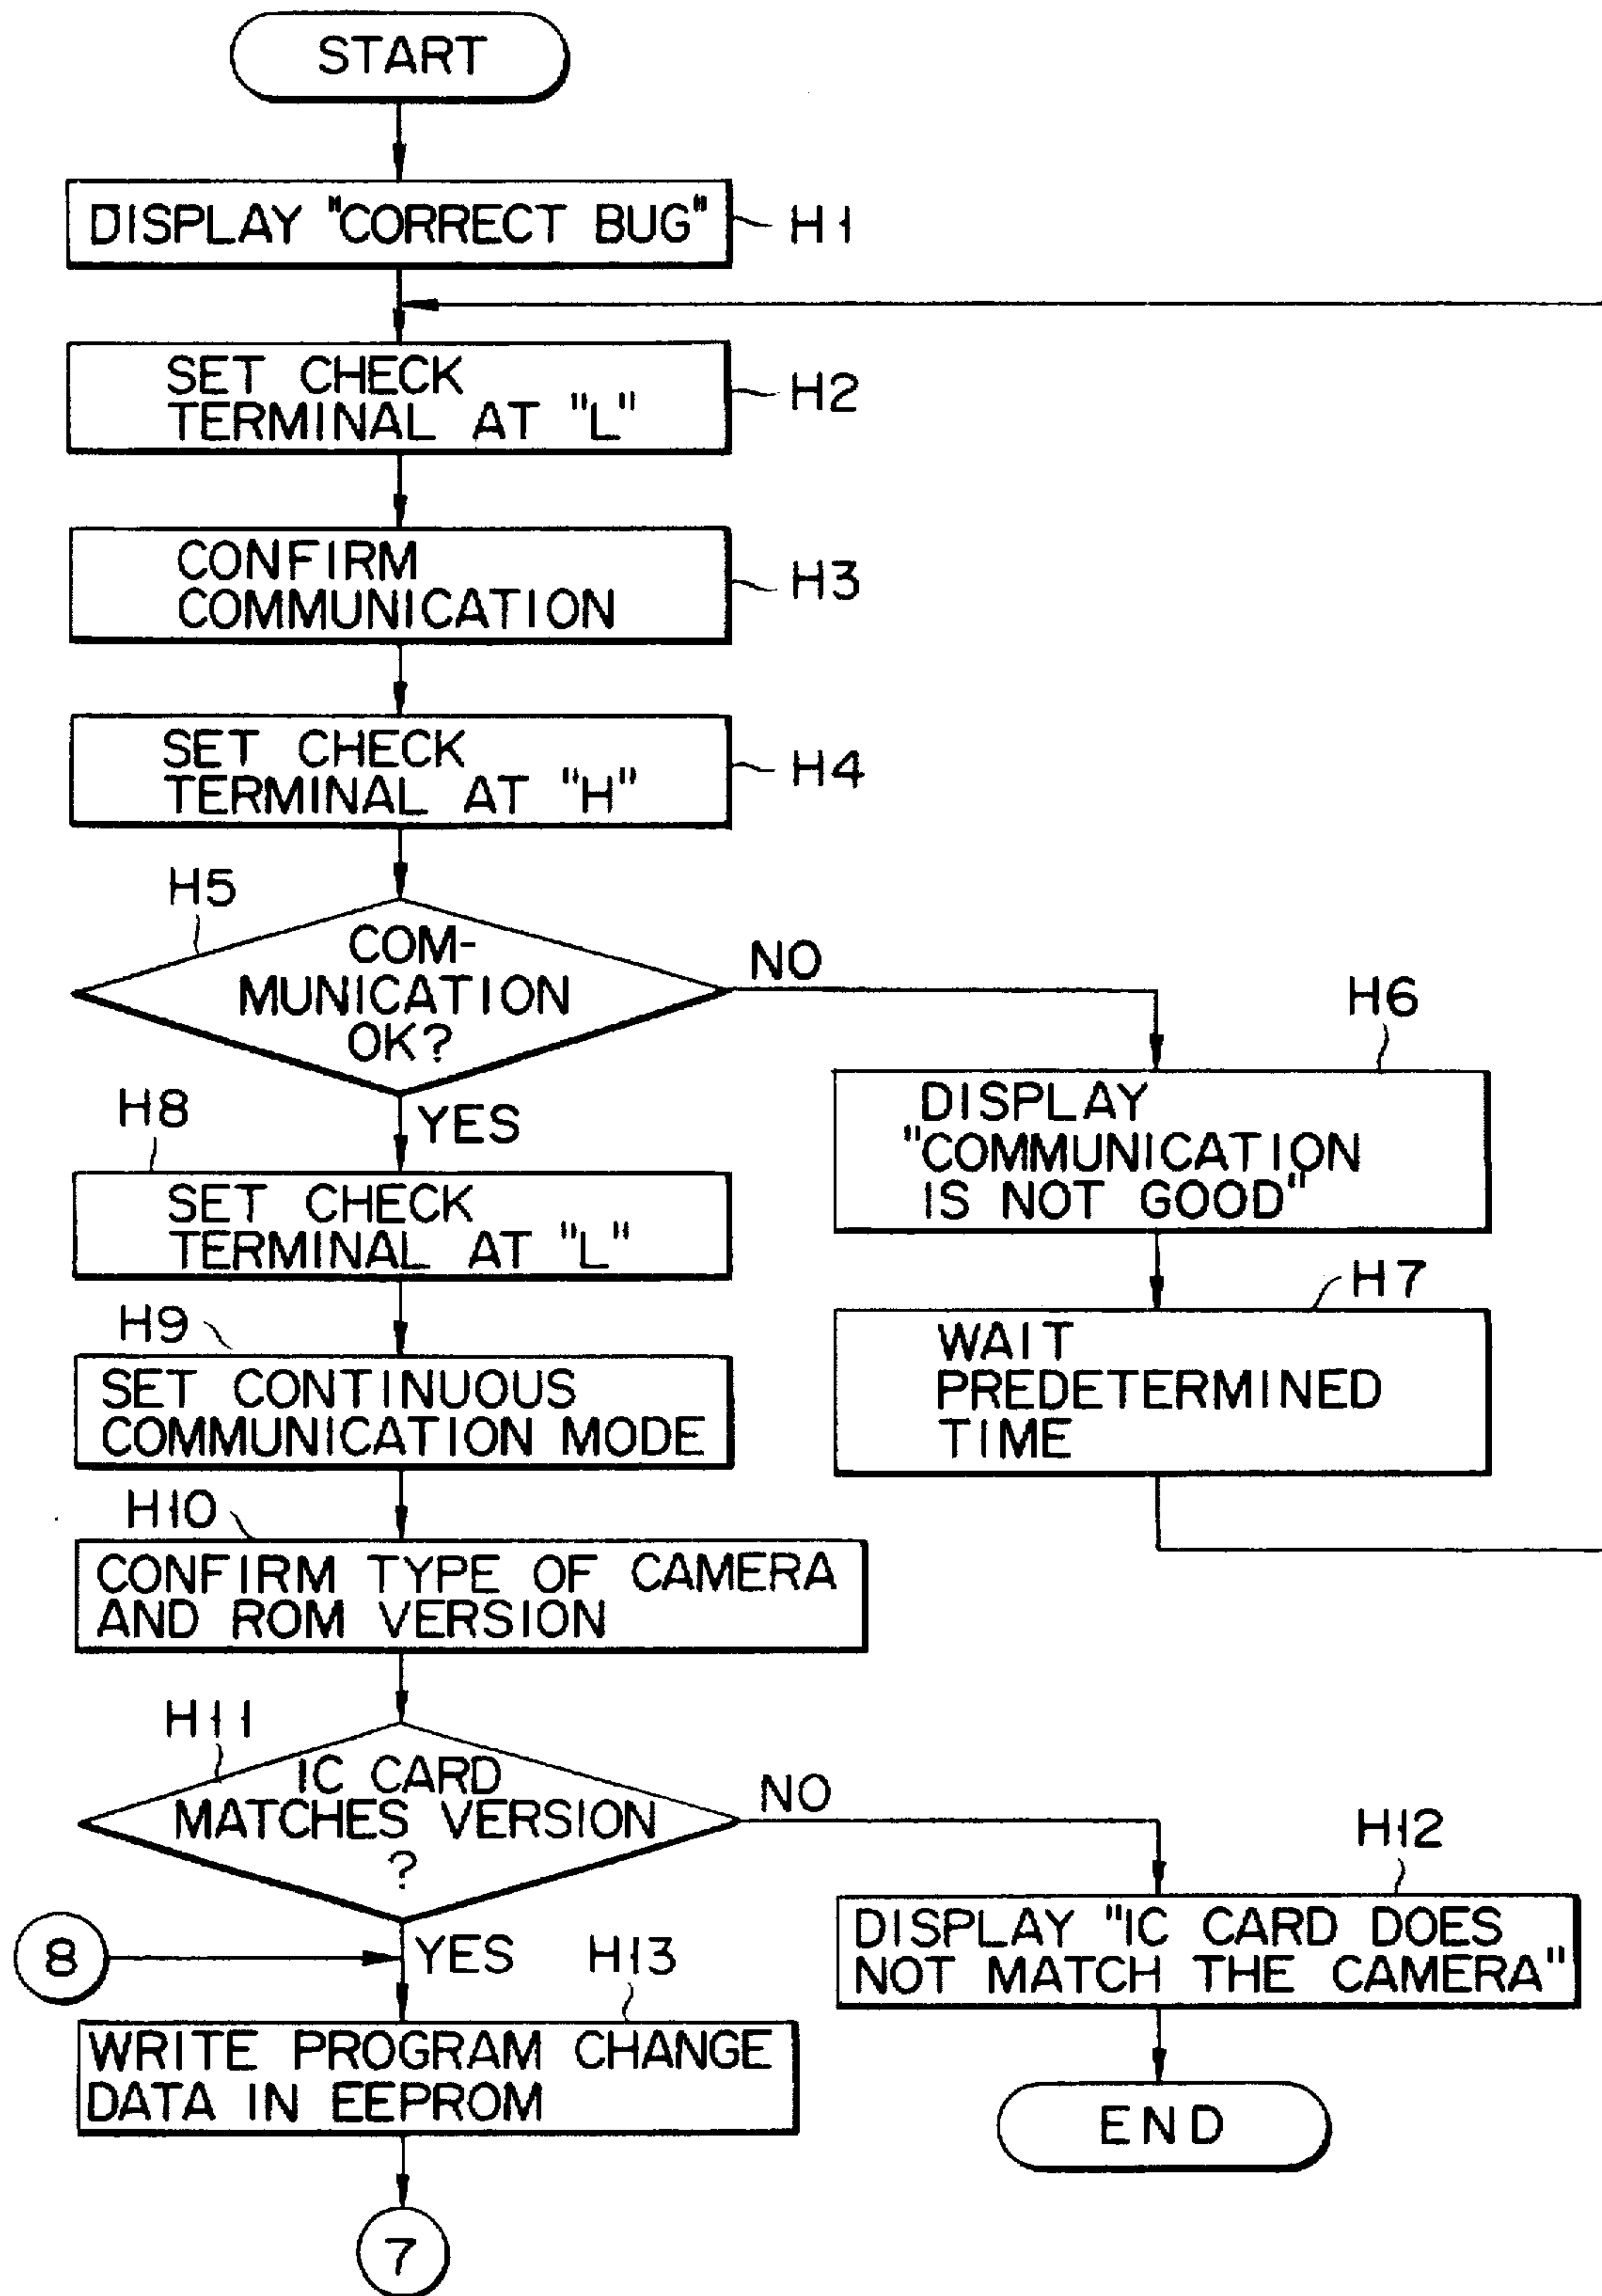 START
DISPLAY "CORRECT BUG"
H1
SET CHECK
TERMINAL AT "L"
H2
CONFIRM
COMMUNICATION
H3
SET CHECK
TERMINAL AT "H"
H4
H5
COM-
MUNICATION
OK?
NO
YES
H6
DISPLAY
"COMMUNICATION
IS NOT GOOD"
H7
WAIT
PREDETERMINED
TIME
H8
SET CHECK
TERMINAL AT "L"
H9
SET CONTINUOUS
COMMUNICATION MODE
H10
CONFIRM TYPE OF CAMERA
AND ROM VERSION
H11
IC CARD
MATCHES VERSION
?
NO
YES
H12
DISPLAY "IC CARD DOES
NOT MATCH THE CAMERA"
END
8
H13
WRITE PROGRAM CHANGE
DATA IN EEPROM
7